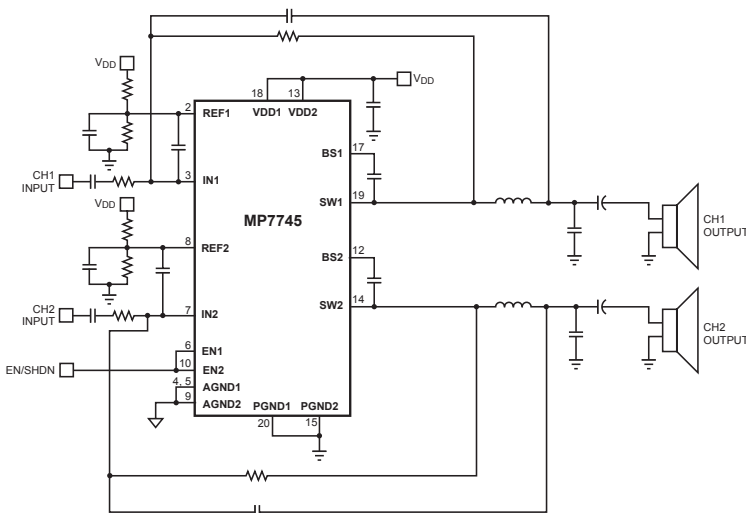 VDD
18
13
VDD
2
REF1
VDD1
VDD2
17
BS1
CH1
INPUT
3
IN1
19
SW1
VDD
MP7745
CH1
OUTPUT
8
REF2
12
BS2
CH2
INPUT
7
IN2
14
SW2
CH2
OUTPUT
6
EN1
EN/SHDN
10
EN2
4, 5
AGND1
9
AGND2
PGND1
PGND2
20
15